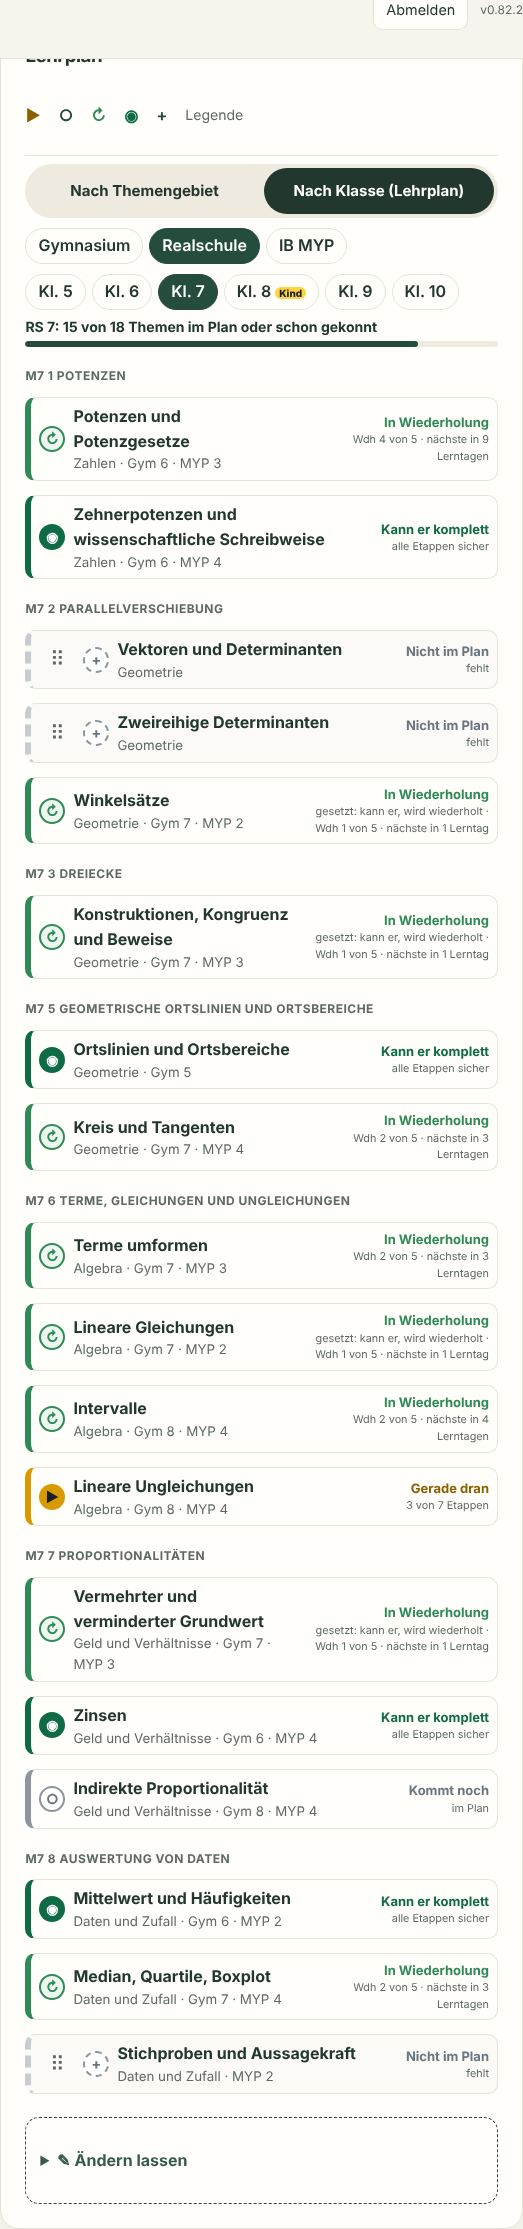 Abmelden v0.82.2
Lehrplan
Legende
Nach Themengebiet Nach Klasse (Lehrplan)
Gymnasium Realschule IB MYP
Kl. 5 Kl. 6 Kl. 7 Kl. 8 Kind Kl. 9 Kl. 10
RS 7: 15 von 18 Themen im Plan oder schon gekonnt
M7 1 POTENZEN
Potenzen und
Potenzgesetze
Zahlen · Gym 6 · MYP 3
In Wiederholung
Wdh 4 von 5 · nächste in 9
Lerntagen
Zehnerpotenzen und
wissenschaftliche Schreibweise
Zahlen · Gym 6 · MYP 4
Kann er komplett
alle Etappen sicher
M7 2 PARALLELVERSCHIEBUNG
Vektoren und Determinanten
Geometrie
Nicht im Plan
fehlt
Zweireihige Determinanten
Geometrie
Nicht im Plan
fehlt
Winkelsätze
Geometrie · Gym 7 · MYP 2
In Wiederholung
gesetzt: kann er, wird wiederholt ·
Wdh 1 von 5 · nächste in 1 Lerntag
M7 3 DREIECKE
Konstruktionen, Kongruenz
und Beweise
Geometrie · Gym 7 · MYP 3
In Wiederholung
gesetzt: kann er, wird wiederholt ·
Wdh 1 von 5 · nächste in 1 Lerntag
M7 5 GEOMETRISCHE ORTSLINIEN UND ORTSBEREICHE
Ortslinien und Ortsbereiche
Geometrie · Gym 5
Kann er komplett
alle Etappen sicher
Kreis und Tangenten
Geometrie · Gym 7 · MYP 4
In Wiederholung
Wdh 2 von 5 · nächste in 3
Lerntagen
M7 6 TERME, GLEICHUNGEN UND UNGLEICHUNGEN
Terme umformen
Algebra · Gym 7 · MYP 3
In Wiederholung
Wdh 2 von 5 · nächste in 3
Lerntagen
Lineare Gleichungen
Algebra · Gym 7 · MYP 2
In Wiederholung
gesetzt: kann er, wird wiederholt ·
Wdh 1 von 5 · nächste in 1 Lerntag
Intervalle
Algebra · Gym 8 · MYP 4
In Wiederholung
Wdh 2 von 5 · nächste in 4
Lerntagen
Lineare Ungleichungen
Algebra · Gym 8 · MYP 4
Gerade dran
3 von 7 Etappen
M7 7 PROPORTIONALITÄTEN
Vermehrter und
verminderter Grundwert
Geld und Verhältnisse · Gym 7 ·
MYP 3
In Wiederholung
gesetzt: kann er, wird wiederholt ·
Wdh 1 von 5 · nächste in 1 Lerntag
Zinsen
Geld und Verhältnisse · Gym 6 · MYP 4
Kann er komplett
alle Etappen sicher
Indirekte Proportionalität
Geld und Verhältnisse · Gym 8 · MYP 4
Kommt noch
im Plan
M7 8 AUSWERTUNG VON DATEN
Mittelwert und Häufigkeiten
Daten und Zufall · Gym 6 · MYP 2
Kann er komplett
alle Etappen sicher
Median, Quartile, Boxplot
Daten und Zufall · Gym 7 · MYP 4
In Wiederholung
Wdh 2 von 5 · nächste in 3
Lerntagen
Stichproben und Aussagekraft
Daten und Zufall · MYP 2
Nicht im Plan
fehlt
▶ ✎ Ändern lassen